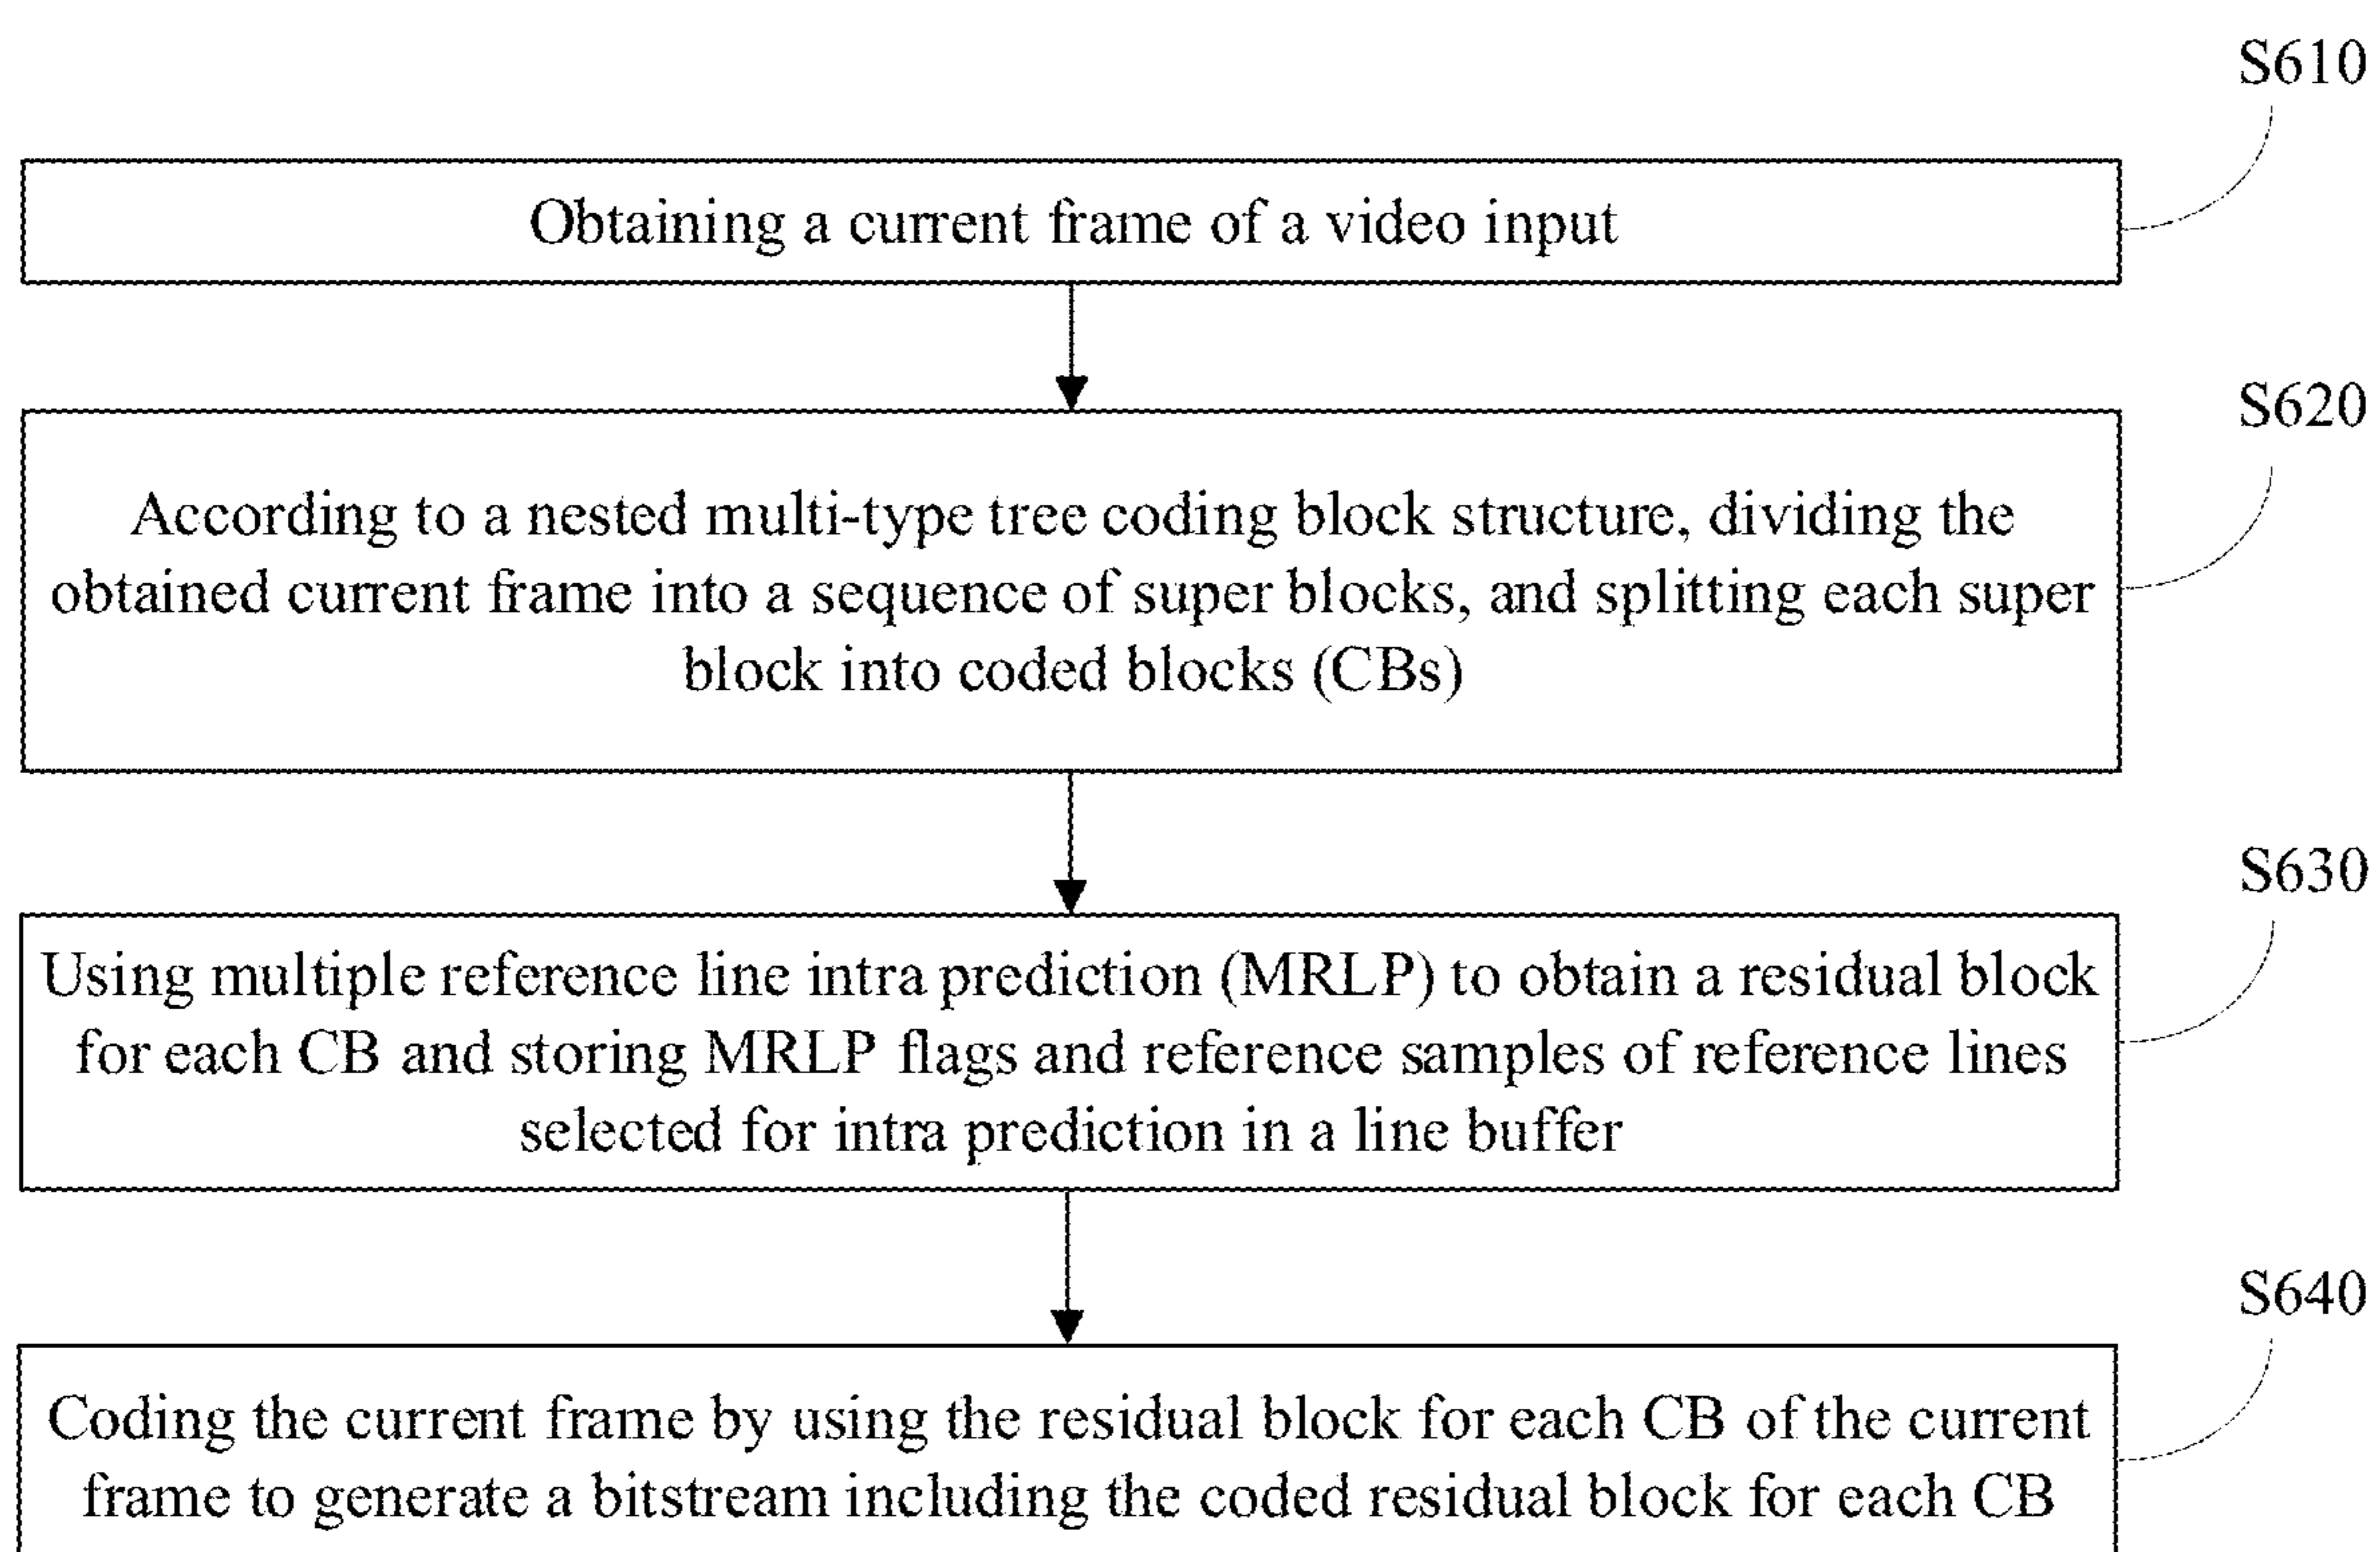 S610
Obtaining a current frame of a video input
S620
According to a nested multi-type tree coding block structure, dividing the
obtained current frame into a sequence of super blocks, and splitting each super
block into coded blocks (CBs)
S630
Using multiple reference line intra prediction (MRLP) to obtain a residual block
for each CB and storing MRLP flags and reference samples of reference lines
selected for intra prediction in a line buffer
S640
Coding the current frame by using the residual block for each CB of the current
frame to generate a bitstream including the coded residual block for each CB